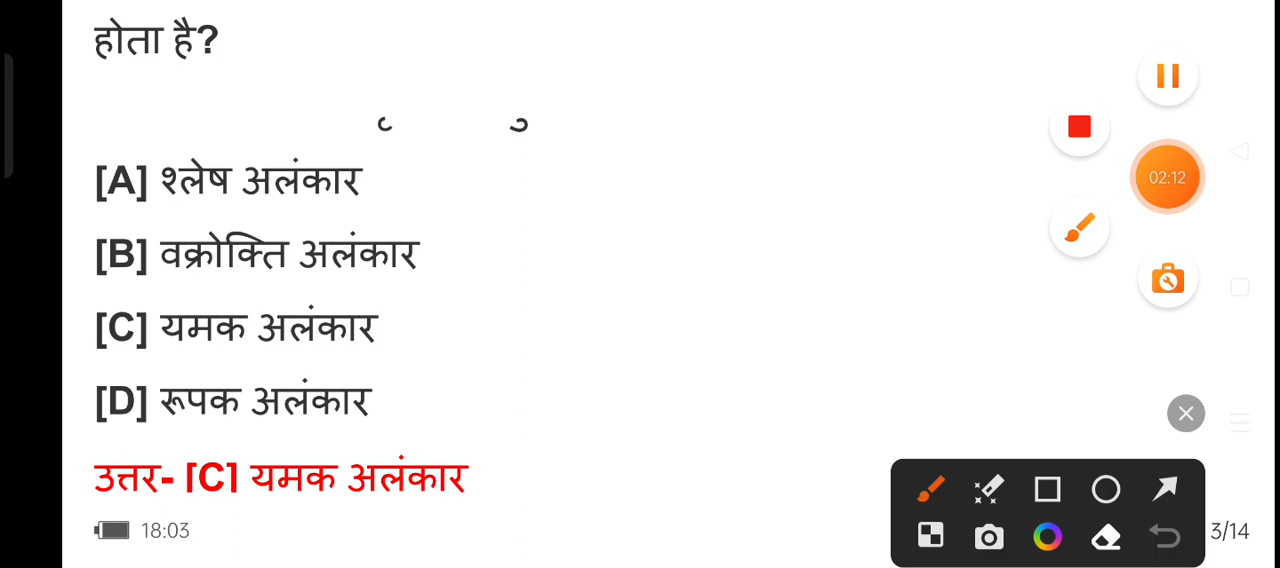 होता है?
[A] श्लेष अलंकार
[B] वक्रोक्ति अलंकार
[C] यमक अलंकार
[D] रूपक अलंकार
उत्तर- [C] यमक अलंकार
02:12
18:03
3/14